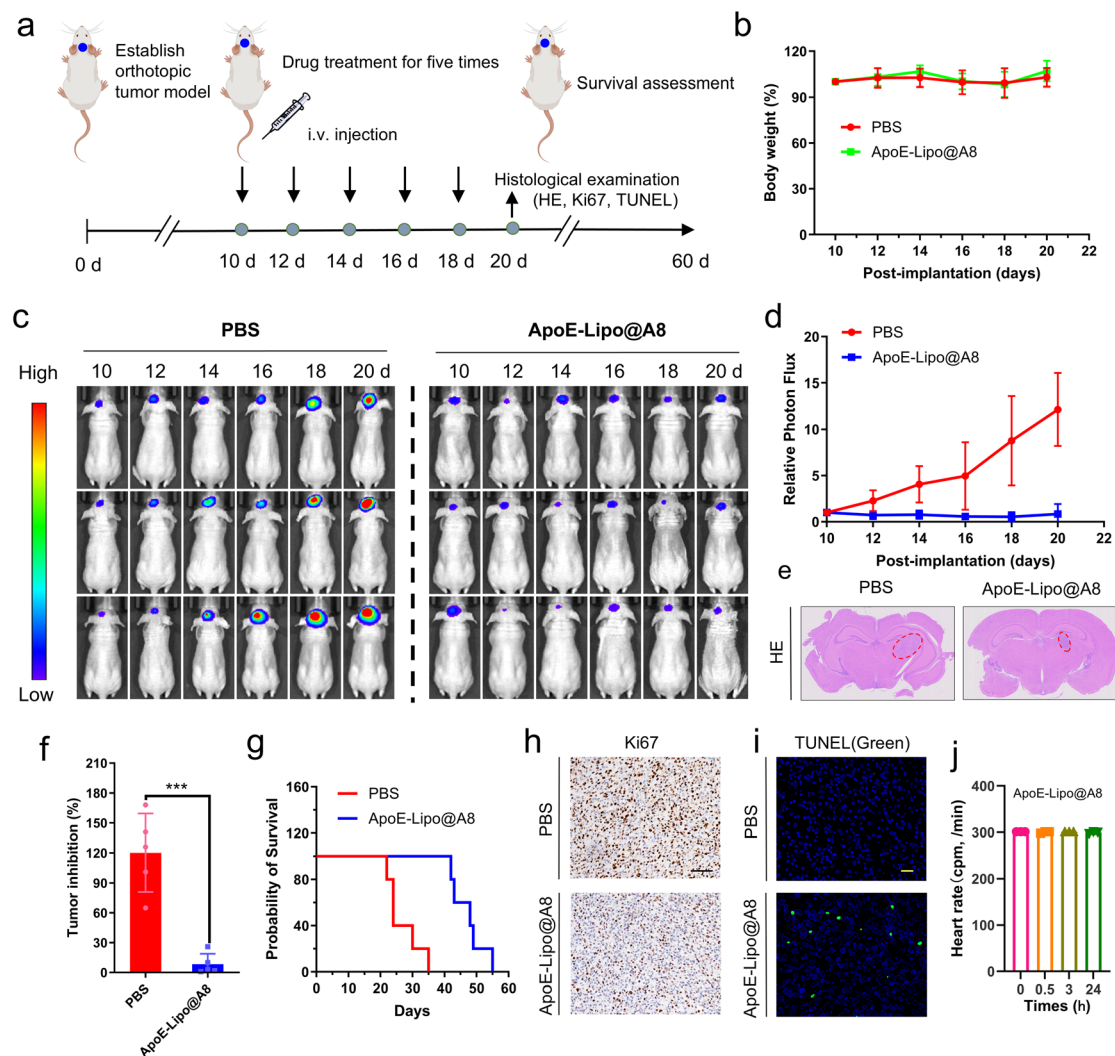 a
Establish
orthotopic
tumor model
Drug treatment for five times
i.v. injection
Survival assessment
Histological examination
(HE, Ki67, TUNEL)
0 d
10 d
12 d
14 d
16 d
18 d
20 d
60 d
b
Body weight (%)
120
90
60
30
0
PBS
ApoE-Lipo@A8
10
12
14
16
18
20
Post-implantation (days)
c
PBS
ApoE-Lipo@A8
High
Low
10
12
14
16
18
20 d
10
12
14
16
18
20 d
d
Relative Photon Flux
20
15
10
5
0
PBS
ApoE-Lipo@A8
10
12
14
16
18
20
Post-implantation (days)
e
PBS
ApoE-Lipo@A8
HE
f
Tumor inhibition (%)
210
180
150
120
90
60
30
0
***
PBS
ApoE-Lipo@A8
g
Probability of Survival
160
120
80
40
0
PBS
ApoE-Lipo@A8
0
10
20
30
40
50
60
Days
h
Ki67
PBS
ApoE-Lipo@A8
i
TUNEL(Green)
PBS
ApoE-Lipo@A8
j
Heart rate (cpm, /min)
400
300
200
100
0
ApoE-Lipo@A8
0
0.5
3
24
Times (h)